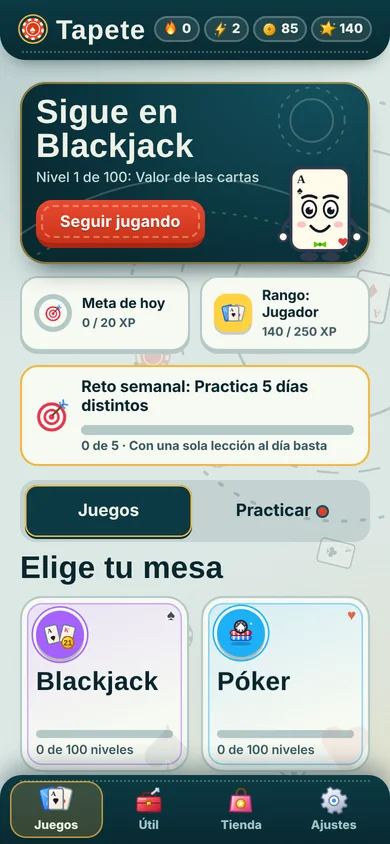 Tapete 0 2 85 140
Sigue en
Blackjack
Nivel 1 de 100: Valor de las cartas
Seguir jugando
A
Meta de hoy
0 / 20 XP
Rango:
Jugador
140 / 250 XP
Reto semanal: Practica 5 días
distintos
0 de 5 · Con una sola lección al día basta
Juegos
Practicar
Elige tu mesa
A K
21
Blackjack
0 de 100 niveles
Póker
0 de 100 niveles
Juegos
Útil
Tienda
Ajustes